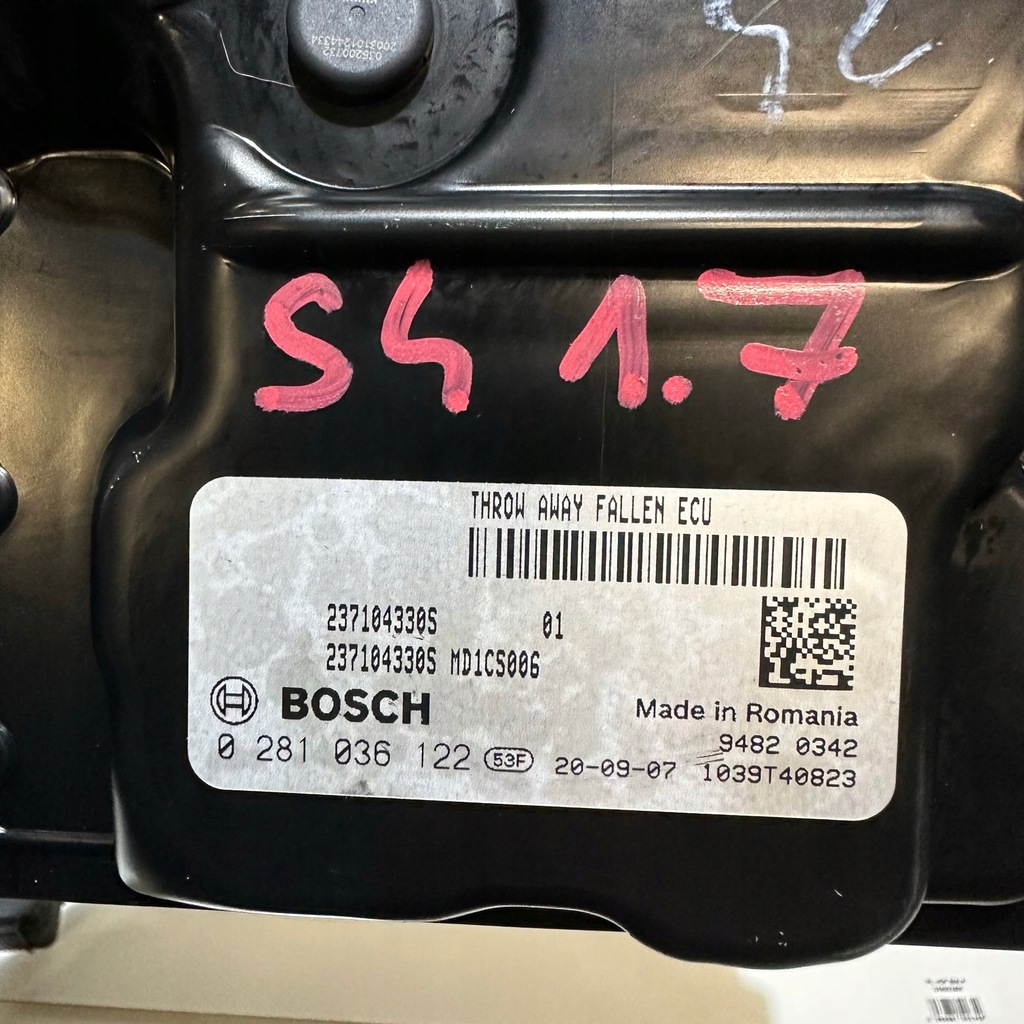 S4 1.7
THROW AWAY FALLEN ECU
237104330S 01
237104330S MD1CS006
BOSCH
Made in Romania
9482 0342
0 281 036 122 53F 20-09-07 1039T40823